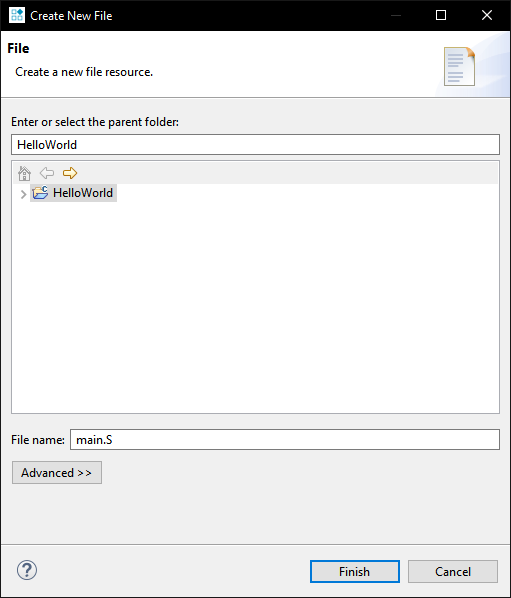 Create New File
File
Create a new file resource.
Enter or select the parent folder:
HelloWorld
HelloWorld
File name: main.S
Advanced >>
Finish Cancel